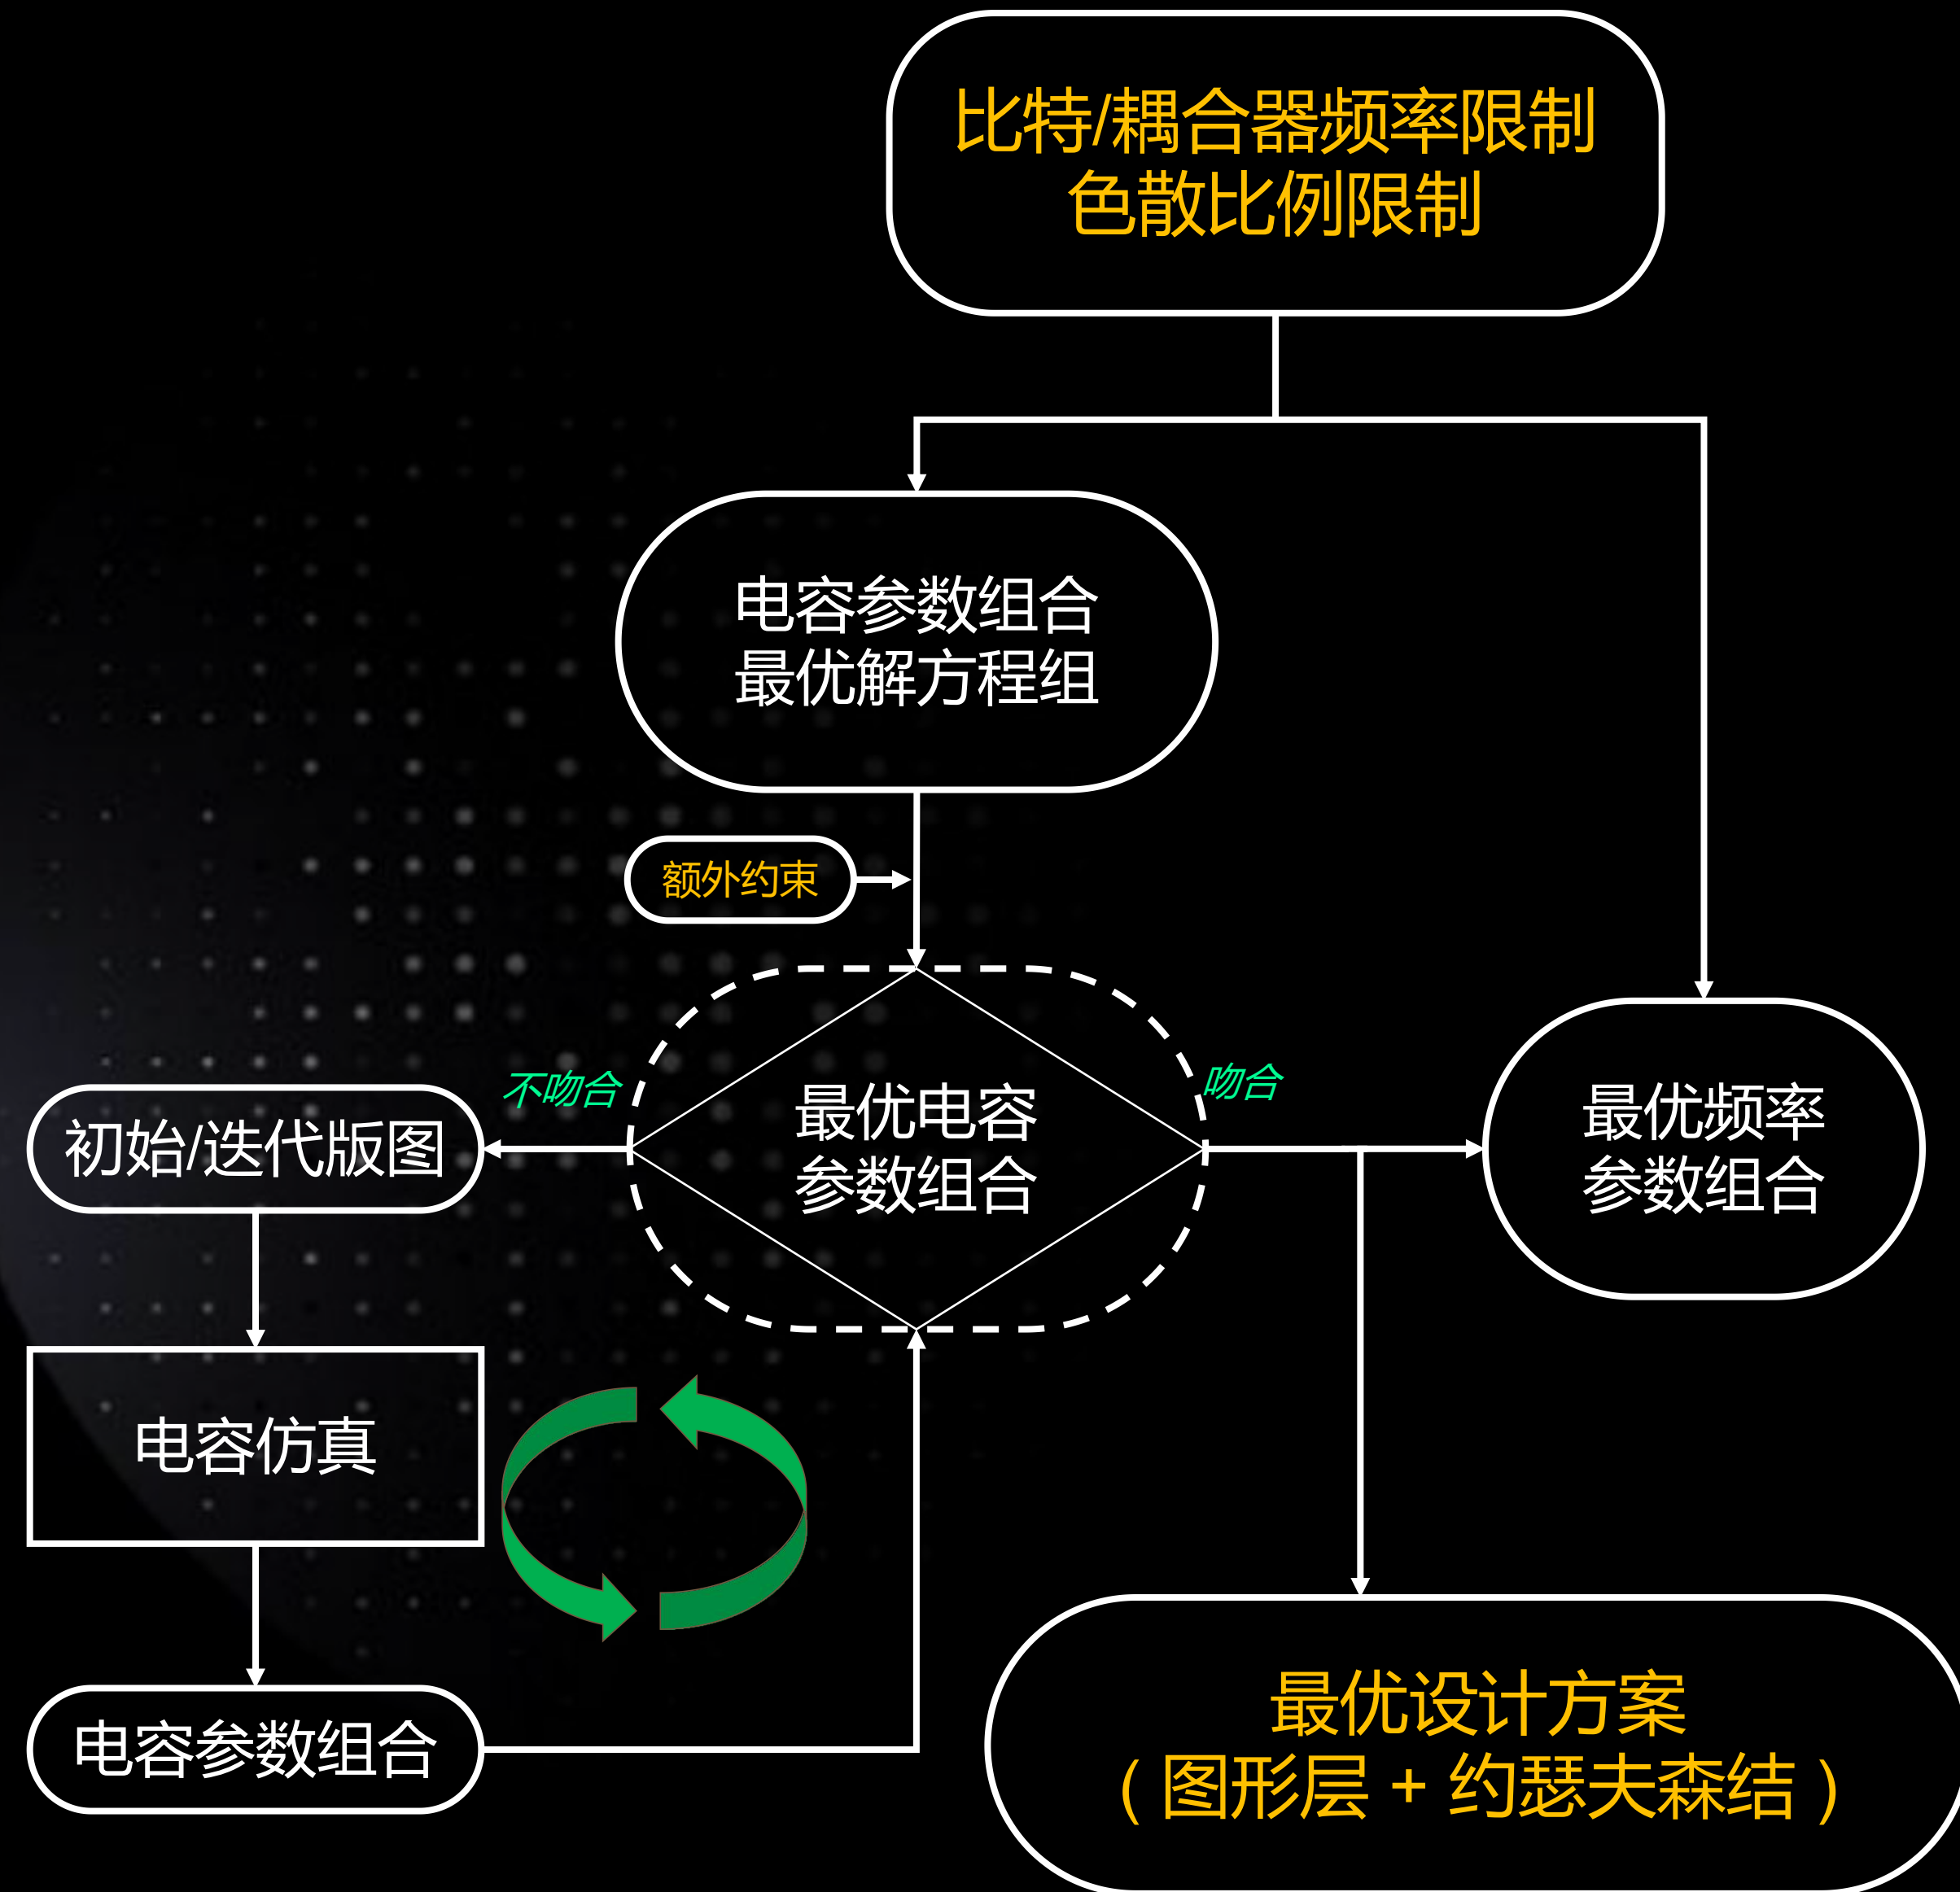 比特/耦合器频率限制
色散比例限制
电容参数组合
最优解方程组
额外约束
不吻合
吻合
初始/迭代版图
最优电容
参数组合
最优频率
参数组合
电容仿真
电容参数组合
最优设计方案
（图形层 + 约瑟夫森结）